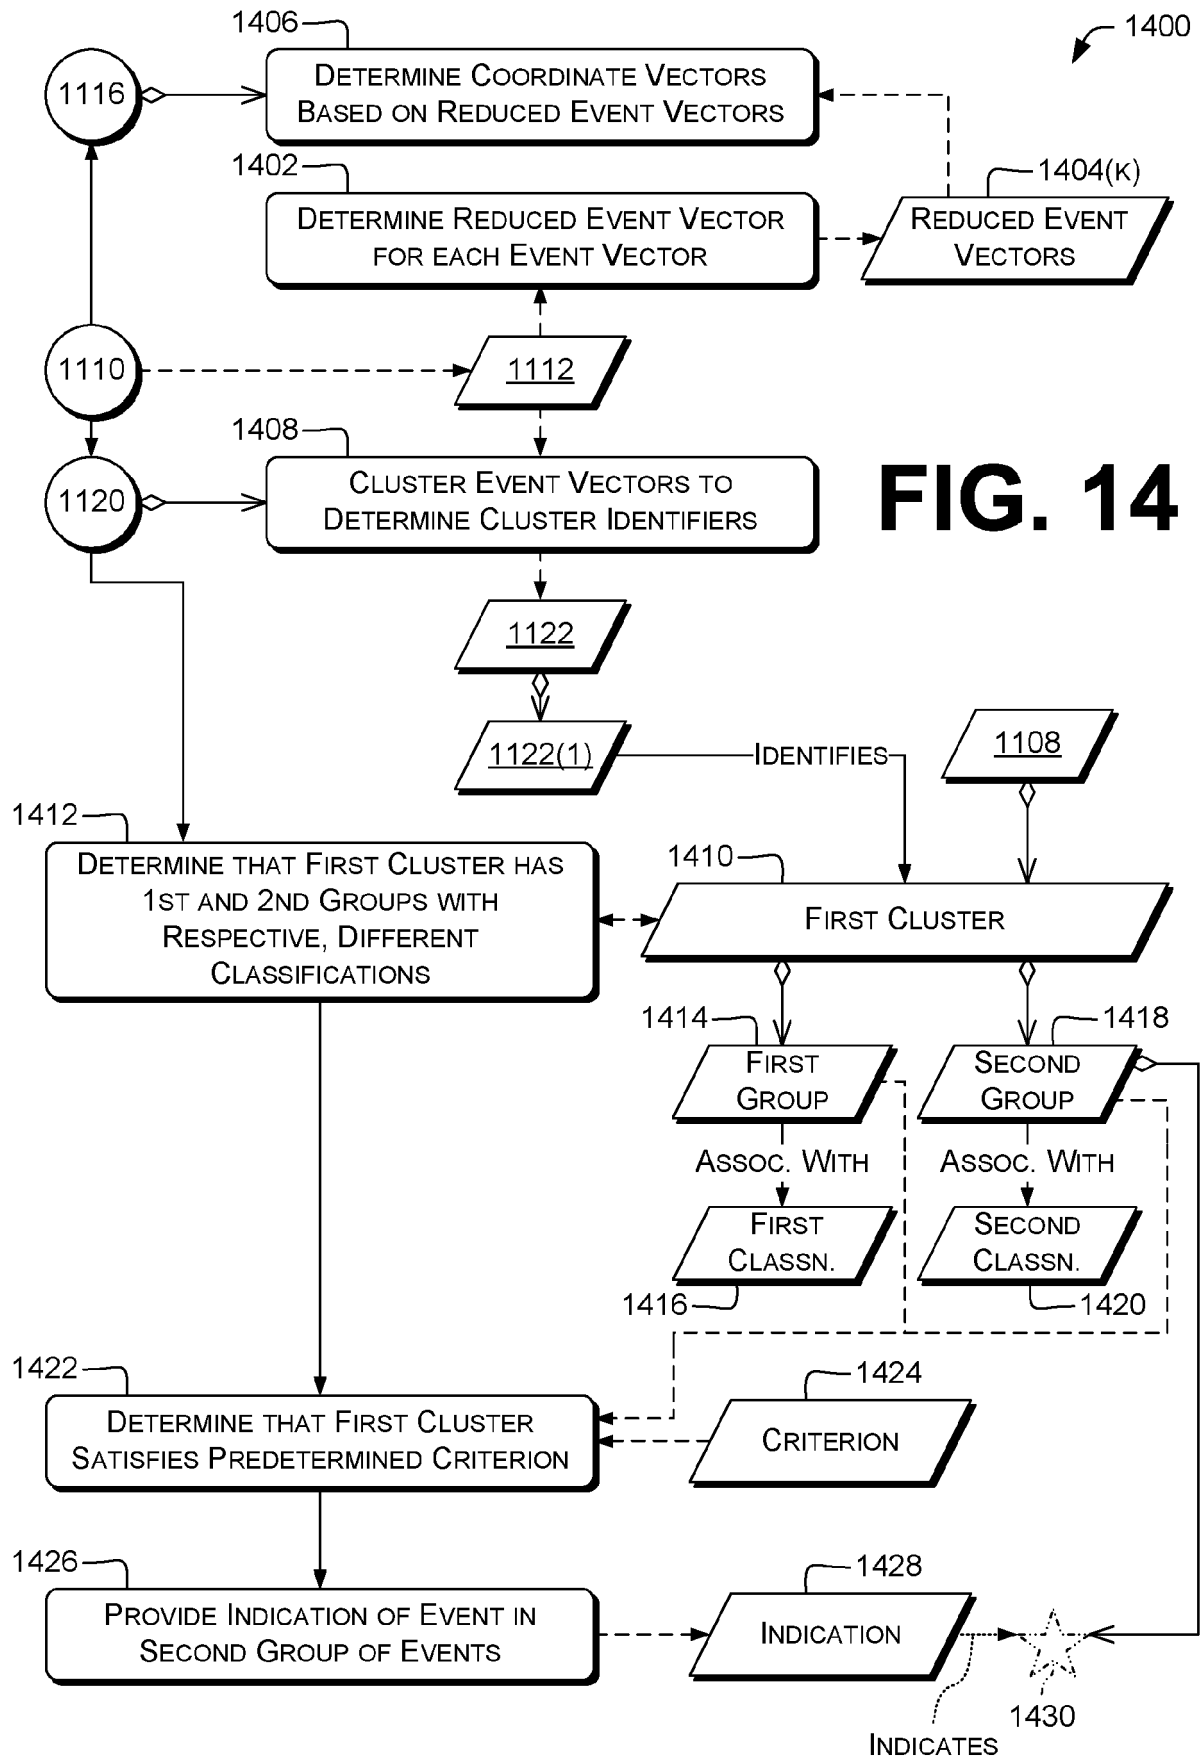 1406
1400
1116
DETERMINE COORDINATE VECTORS
BASED ON REDUCED EVENT VECTORS
1402
1404(K)
DETERMINE REDUCED EVENT VECTOR
FOR EACH EVENT VECTOR
REDUCED EVENT
VECTORS
1110
1112
1408
FIG. 14
1120
CLUSTER EVENT VECTORS TO
DETERMINE CLUSTER IDENTIFIERS
1122
1122(1)
IDENTIFIES
1108
1412
DETERMINE THAT FIRST CLUSTER HAS
1ST AND 2ND GROUPS WITH
RESPECTIVE, DIFFERENT
CLASSIFICATIONS
1410
FIRST CLUSTER
1414
1418
FIRST
GROUP
SECOND
GROUP
ASSOC. WITH
ASSOC. WITH
FIRST
CLASSN.
SECOND
CLASSN.
1416
1420
1422
1424
DETERMINE THAT FIRST CLUSTER
SATISFIES PREDETERMINED CRITERION
CRITERION
1426
1428
PROVIDE INDICATION OF EVENT IN
SECOND GROUP OF EVENTS
INDICATION
1430
INDICATES